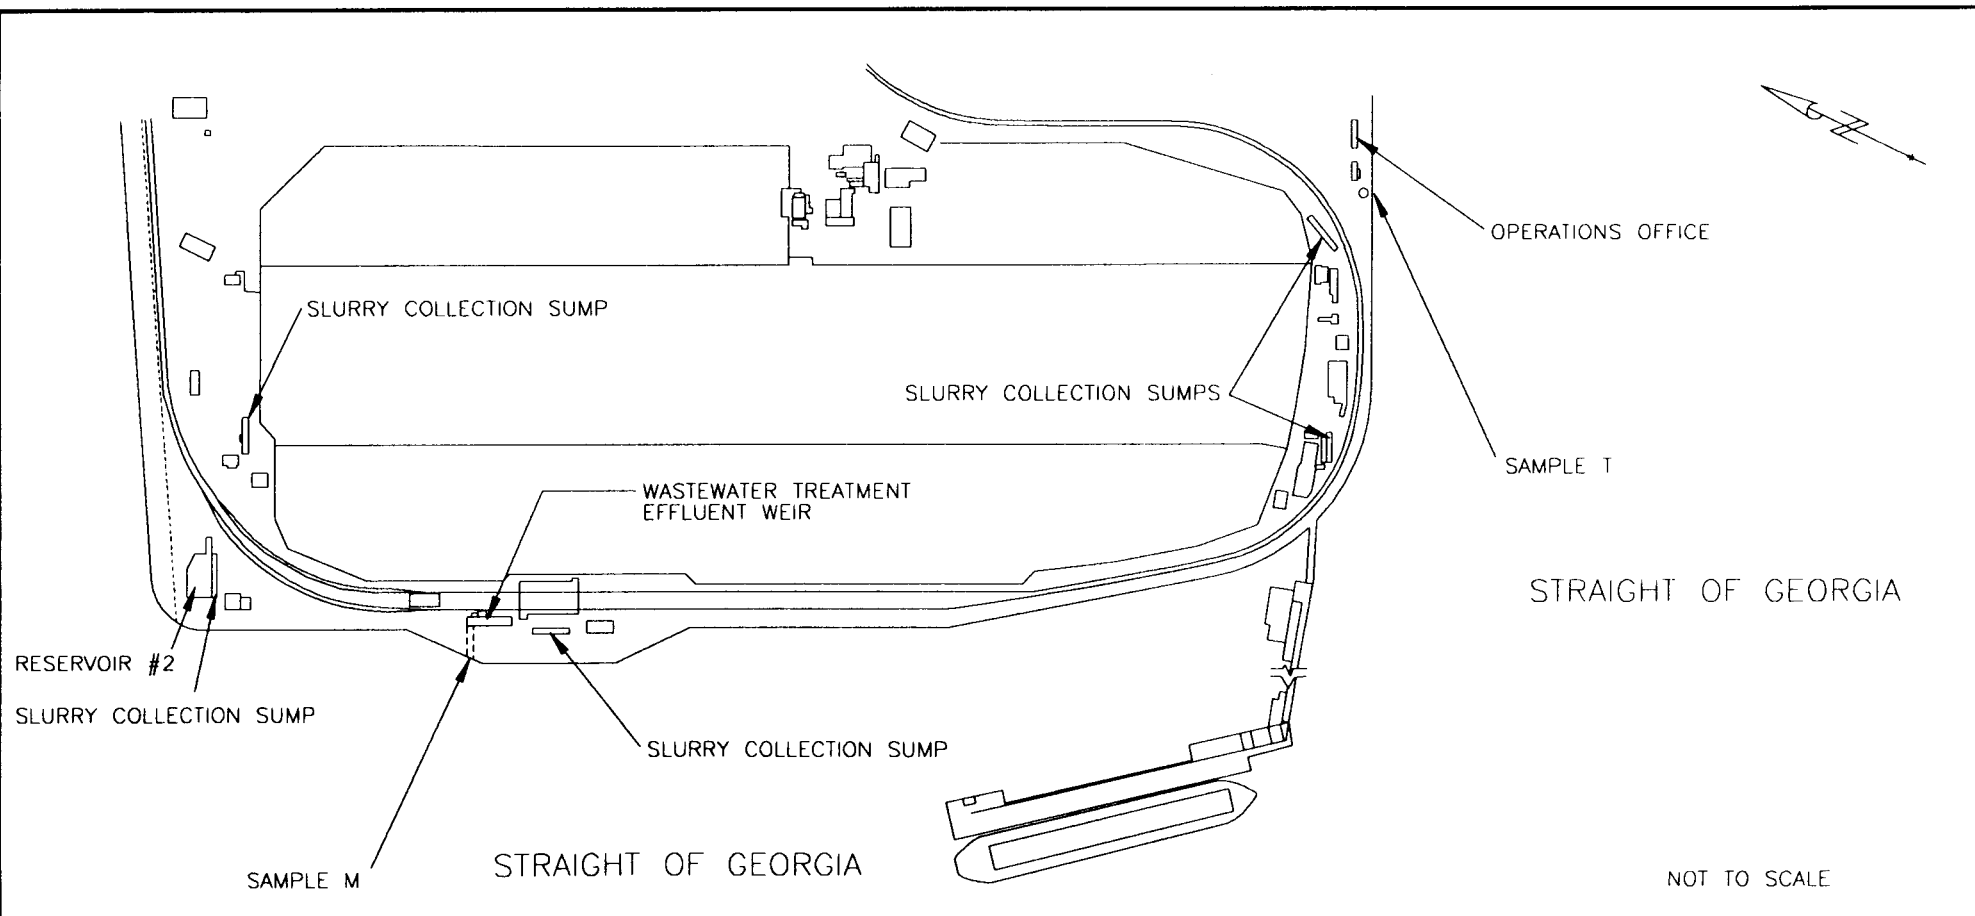 OPERATIONS OFFICE
SLURRY COLLECTION SUMP
SLURRY COLLECTION SUMPS
SAMPLE T
WASTEWATER TREATMENT
EFFLUENT WEIR
STRAIGHT OF GEORGIA
RESERVOIR #2
SLURRY COLLECTION SUMP
SLURRY COLLECTION SUMP
STRAIGHT OF GEORGIA
SAMPLE M
NOT TO SCALE
N